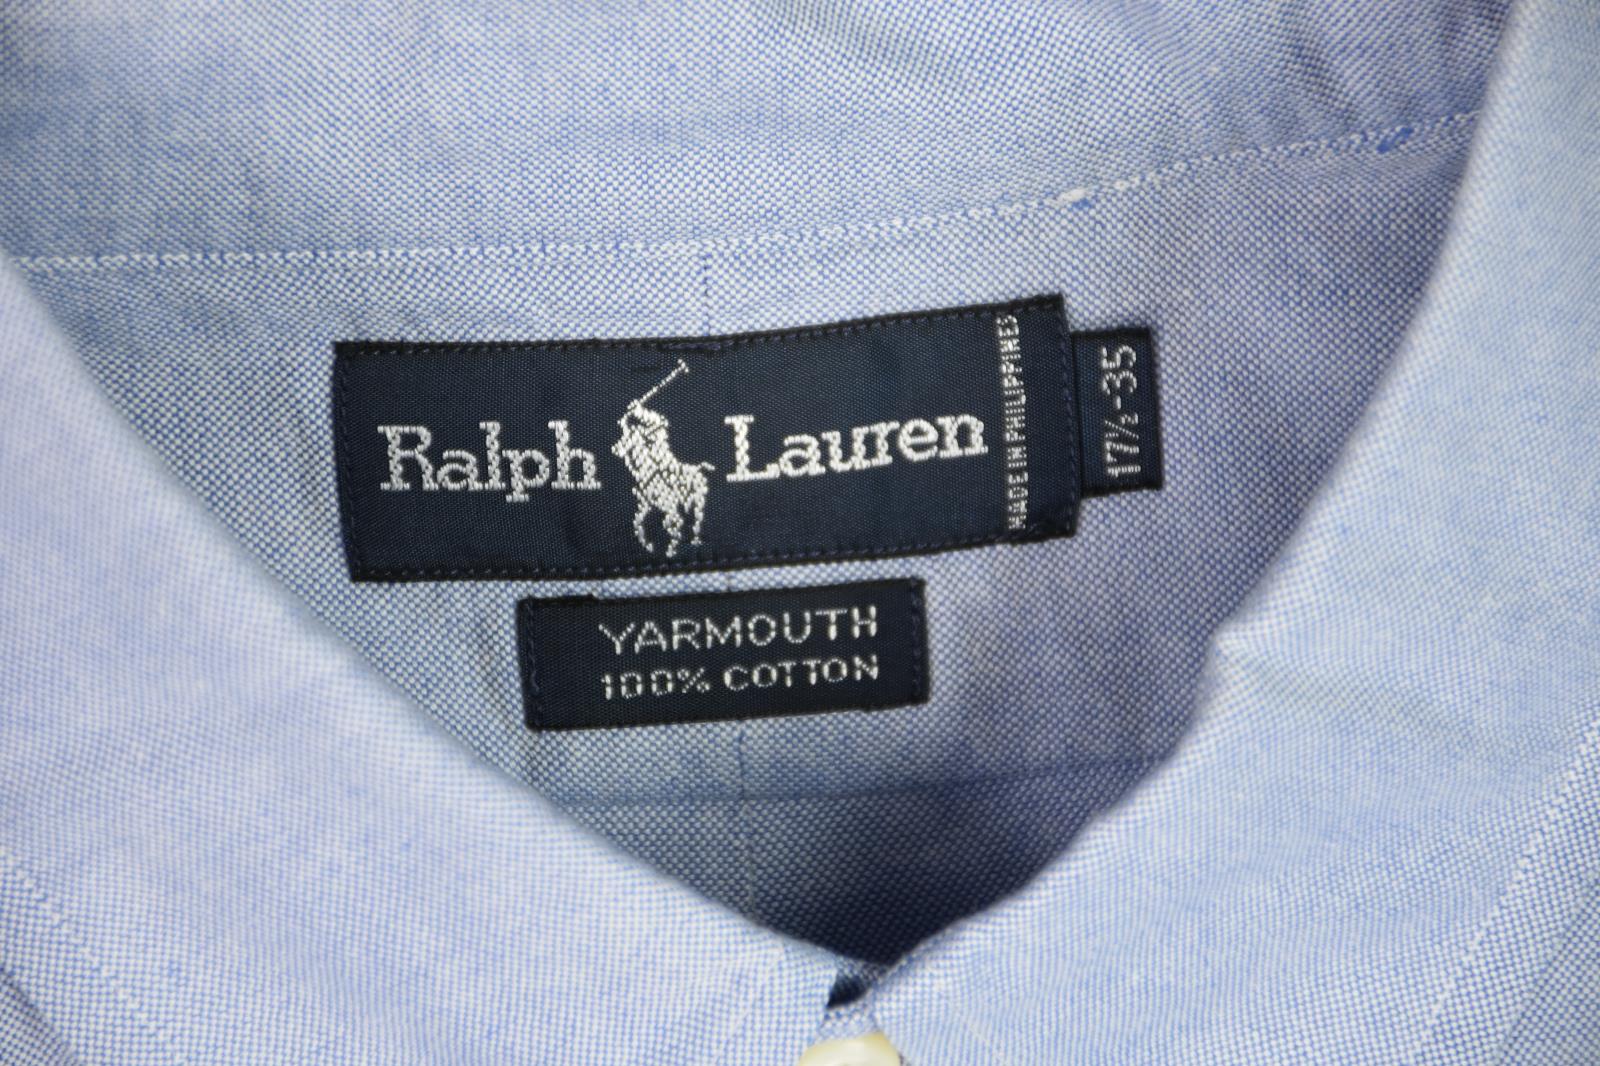 Ralph Lauren
MADE IN PHILIPPINES
17½-35
YARMOUTH
100% COTTON